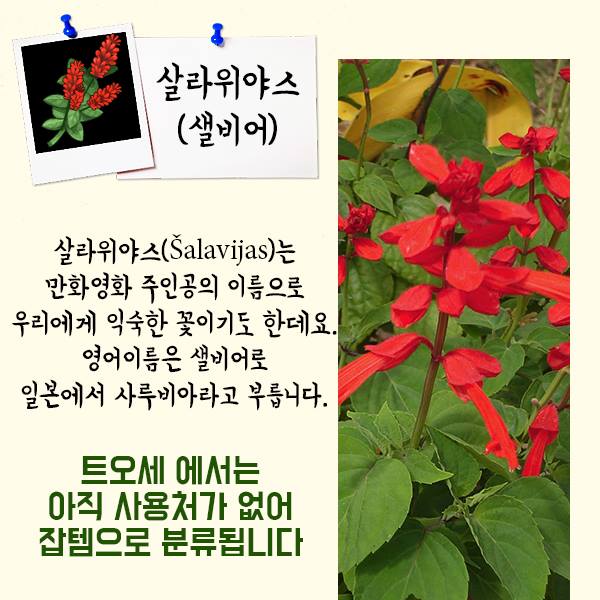 살라위야스
(샐비어)
살라위야스(Šalavijas)는
만화영화 주인공의 이름으로
우리에게 익숙한 꽃이기도 한데요.
영어이름은 샐비어로
일본에서 사루비아라고 부릅니다.
트오세 에서는
아직 사용처가 없어
잡템으로 분류됩니다